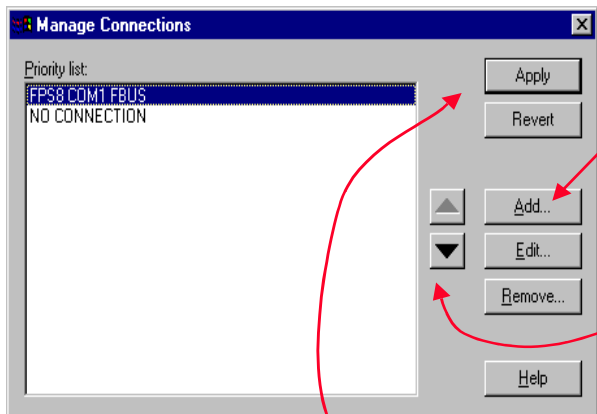 Manage Connections
Priority list:
FPS8 COM1 FBUS
NO CONNECTION
Apply
Revert
Add...
Edit...
Remove...
Help